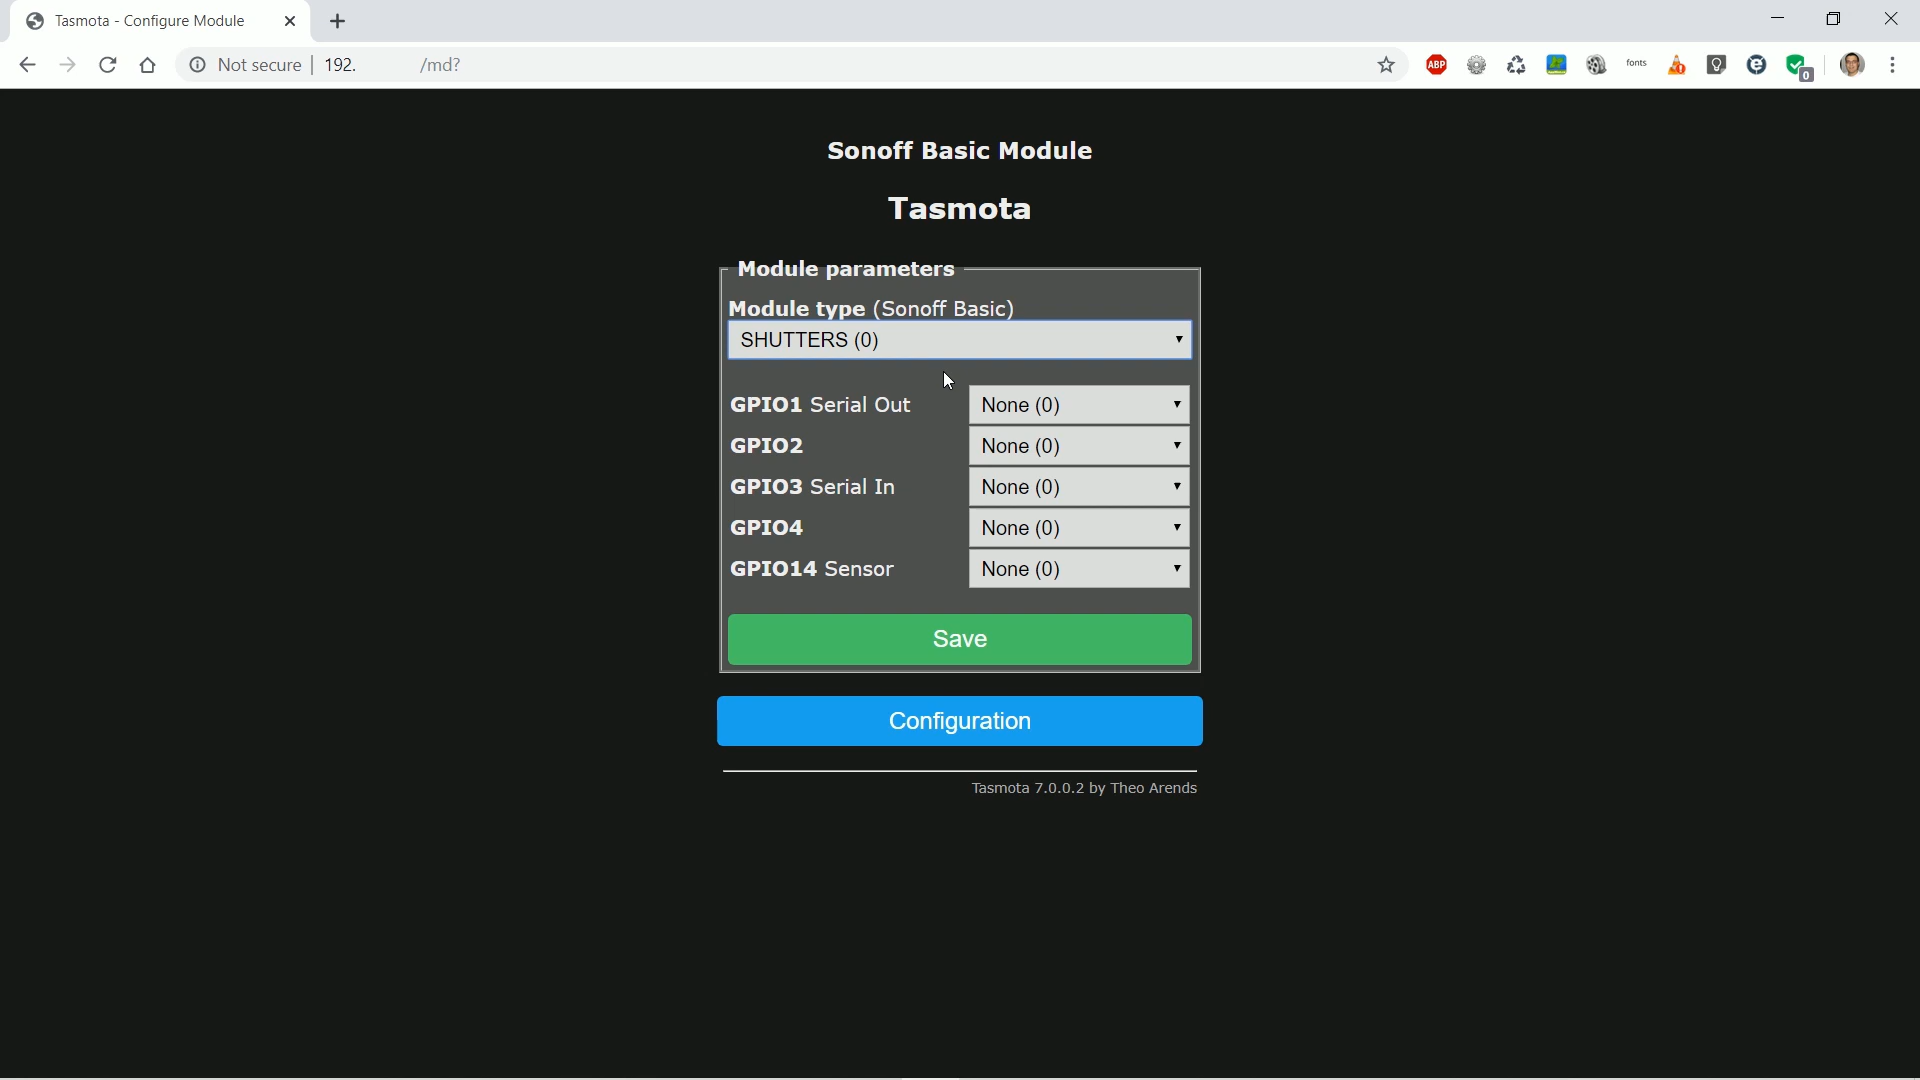 Tasmota - Configure Module
Not secure | 192. /md?
ABP
fonts
0
Sonoff Basic Module
Tasmota
Module parameters
Module type (Sonoff Basic)
SHUTTERS (0)
GPIO1 Serial Out None (0)
GPIO2 None (0)
GPIO3 Serial In None (0)
GPIO4 None (0)
GPIO14 Sensor None (0)
Save
Configuration
Tasmota 7.0.0.2 by Theo Arends